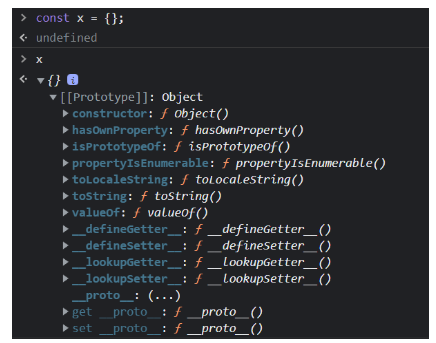 > const x = {};
<· undefined
> x
<· ▼{} i
▼[[Prototype]]: Object
▶constructor: ƒ Object()
▶hasOwnProperty: ƒ hasOwnProperty()
▶isPrototypeOf: ƒ isPrototypeOf()
▶propertyIsEnumerable: ƒ propertyIsEnumerable()
▶toLocaleString: ƒ toLocaleString()
▶toString: ƒ toString()
▶valueOf: ƒ valueOf()
▶__defineGetter__: ƒ __defineGetter__()
▶__defineSetter__: ƒ __defineSetter__()
▶__lookupGetter__: ƒ __lookupGetter__()
▶__lookupSetter__: ƒ __lookupSetter__()
__proto__: (...)
▶get __proto__: ƒ __proto__()
▶set __proto__: ƒ __proto__()